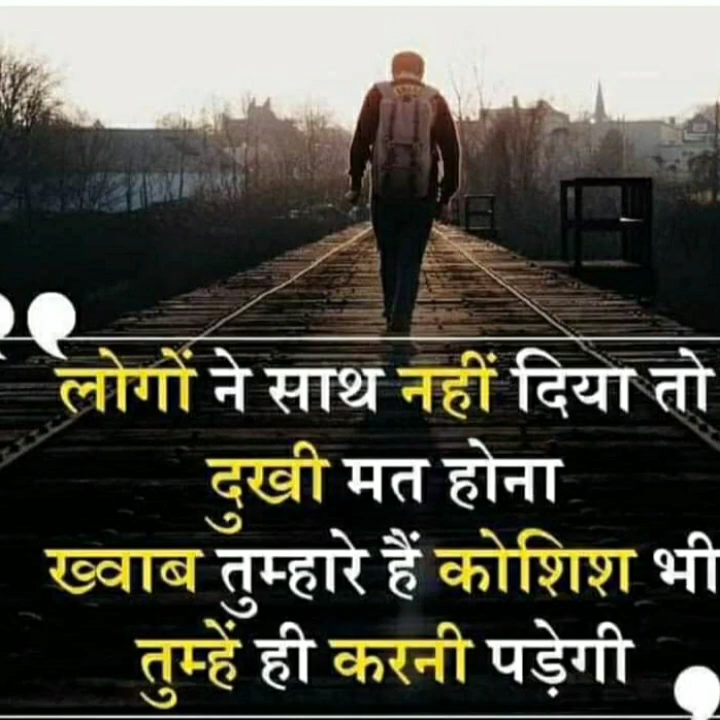 लोगों ने साथ नहीं दिया तो
दुखी मत होना
ख्वाब तुम्हारे हैं कोशिश भी
तुम्हें ही करनी पड़ेगी